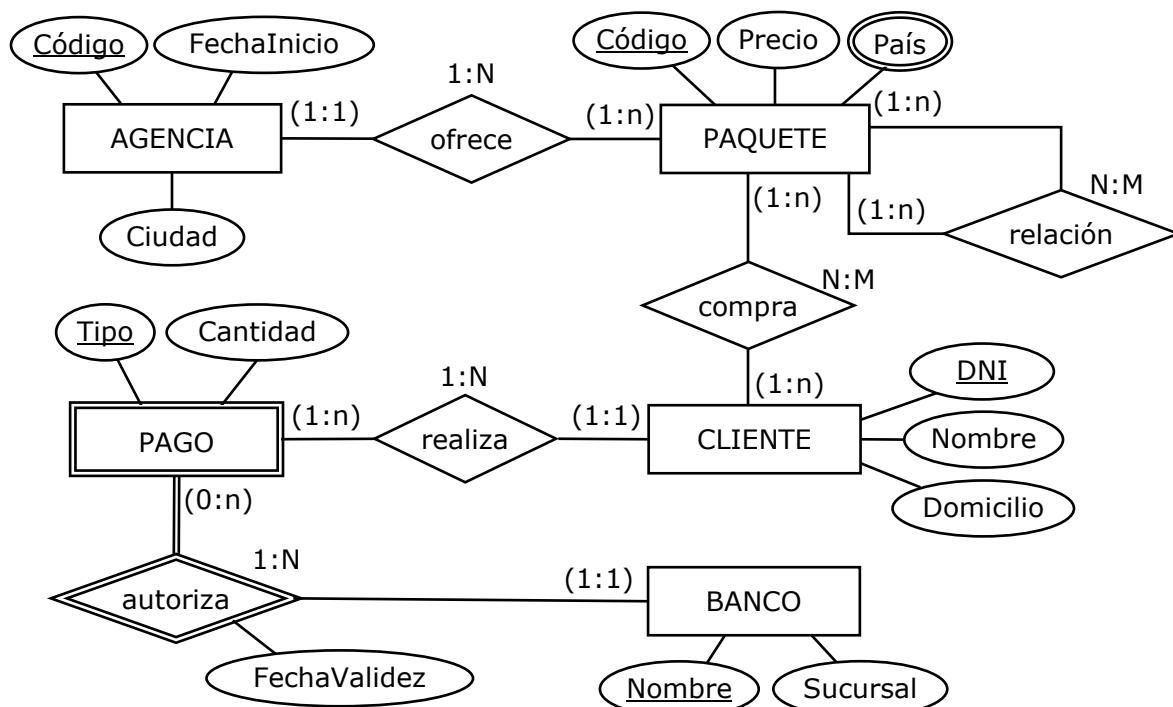 Código
FechaInicio
Código
Precio
País
1:N
(1:1)
(1:n)
(1:n)
AGENCIA
ofrece
PAQUETE
N:M
(1:n)
(1:n)
relación
Ciudad
N:M
compra
Tipo
Cantidad
1:N
(1:n)
DNI
(1:n)
(1:1)
PAGO
realiza
CLIENTE
Nombre
(0:n)
Domicilio
1:N
(1:1)
autoriza
BANCO
FechaValidez
Nombre
Sucursal